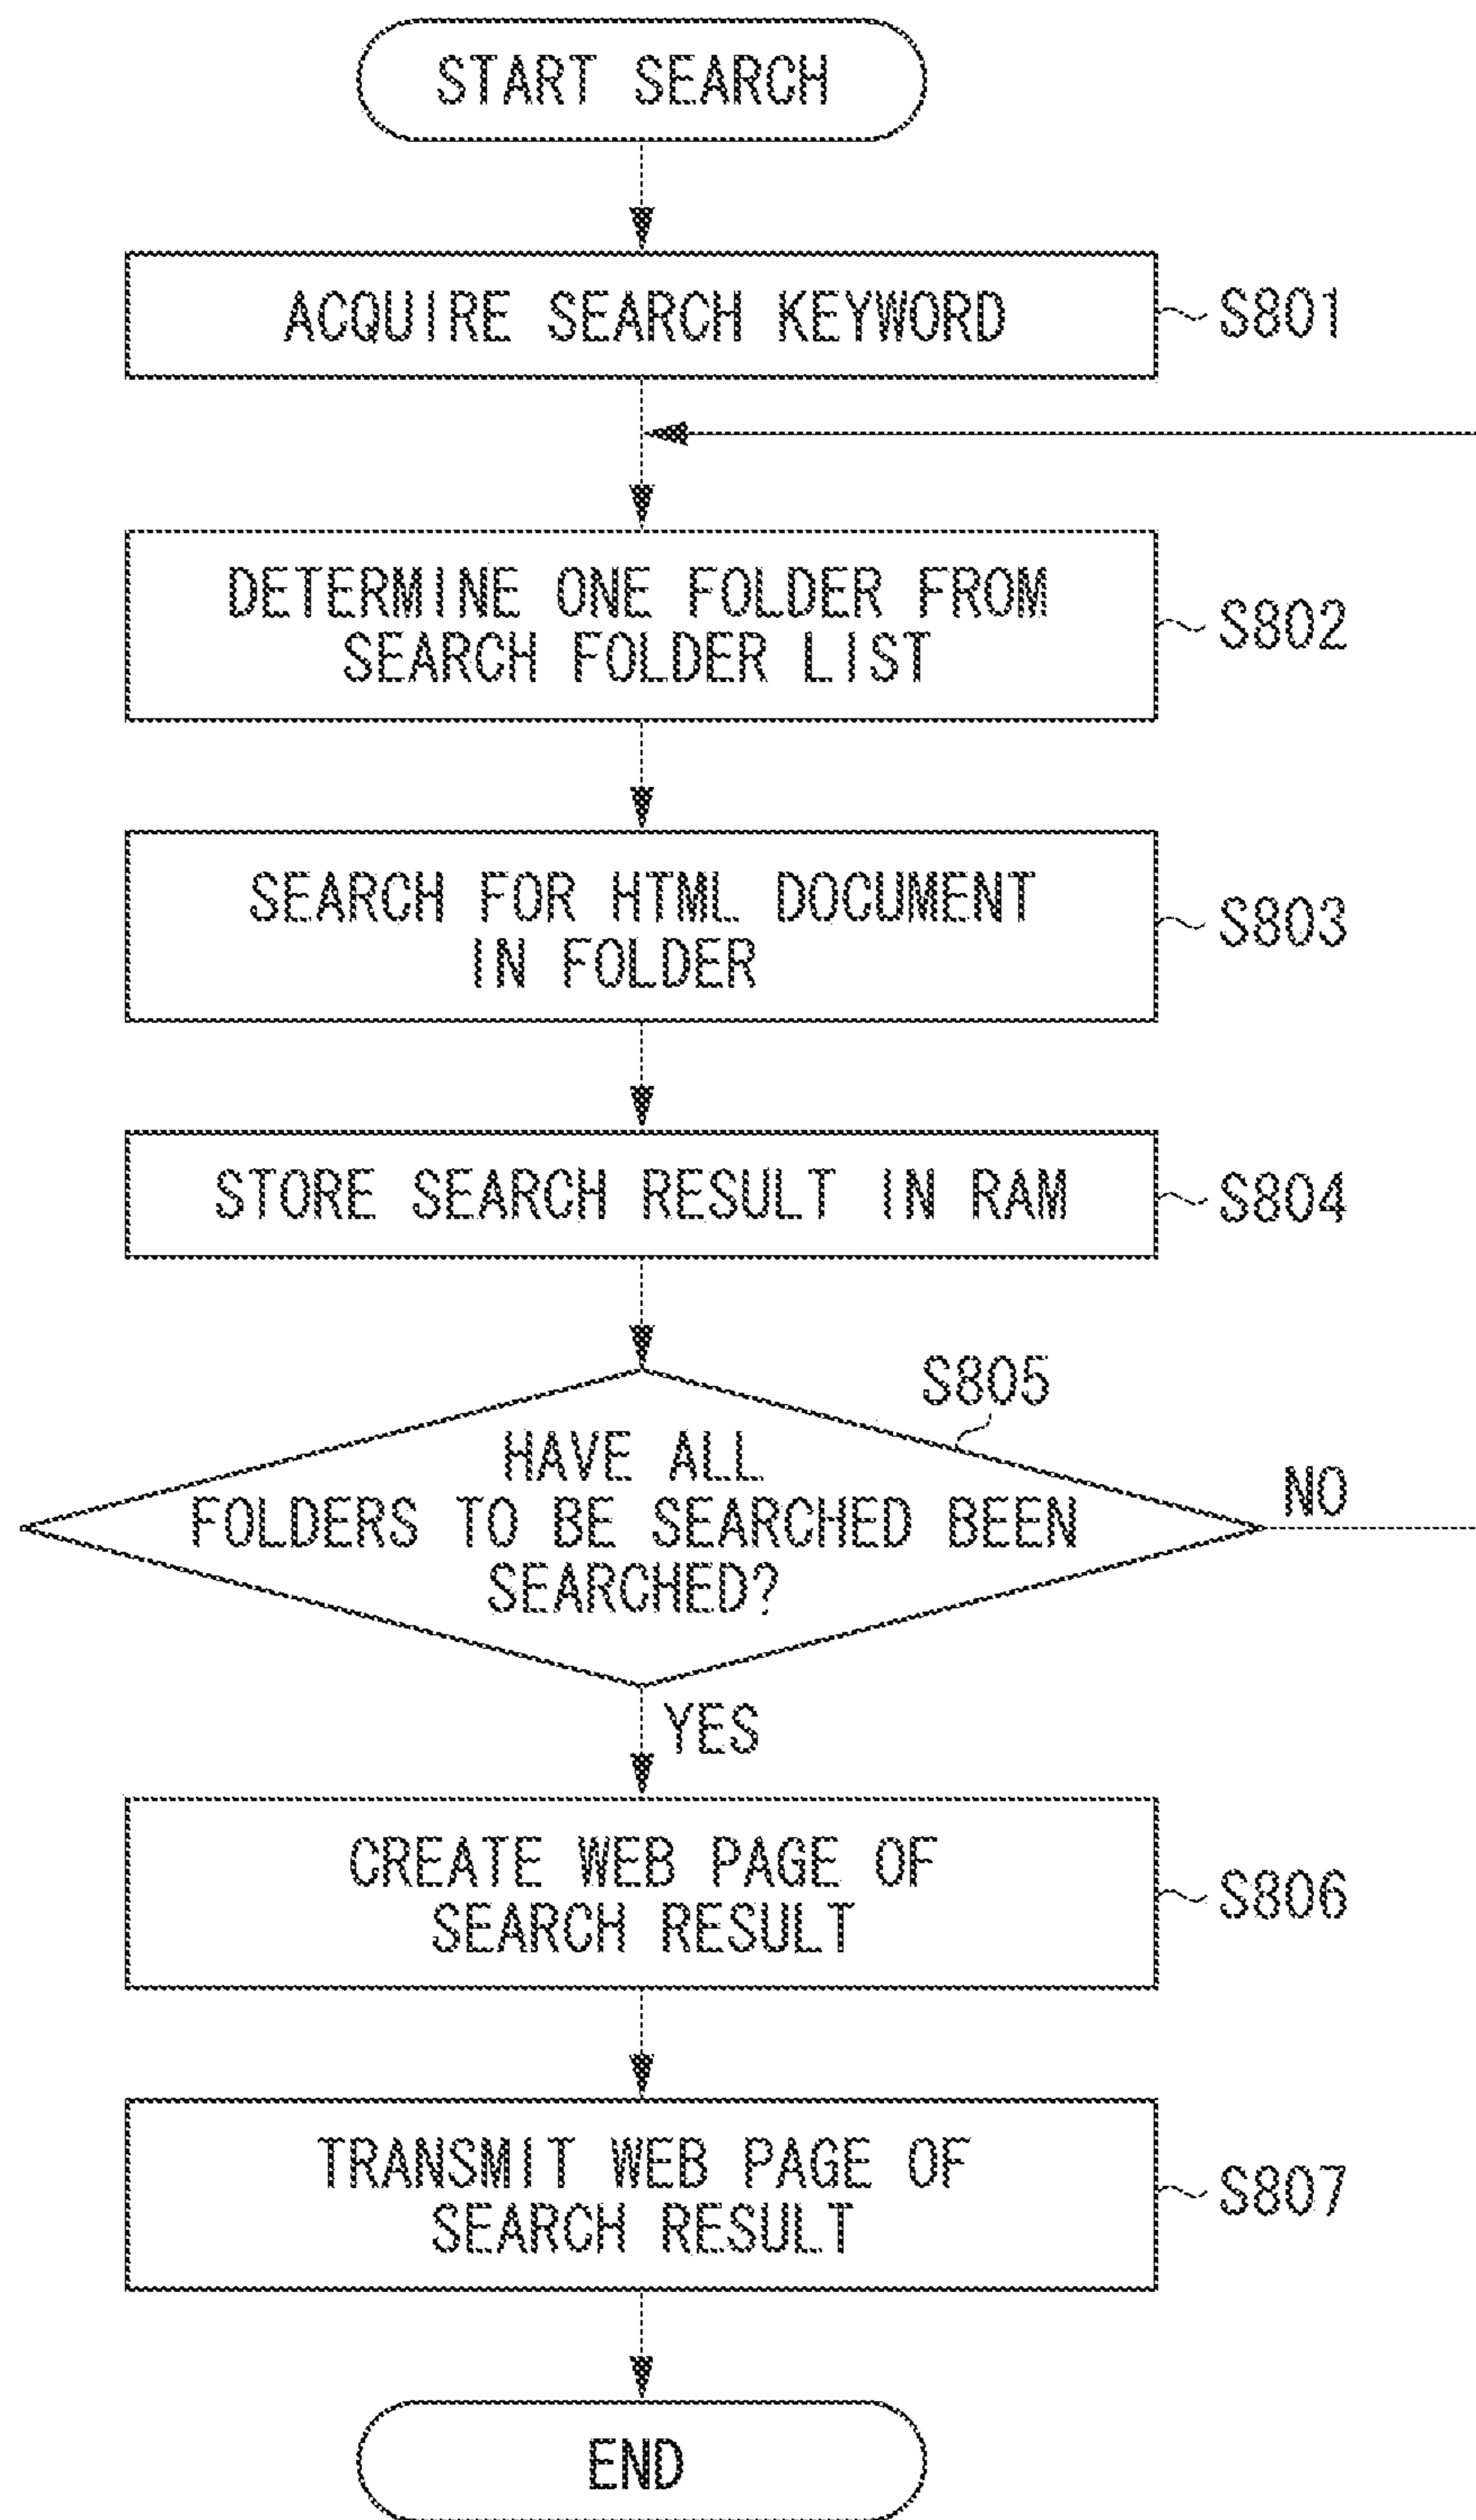 START SEARCH
ACQUIRE SEARCH KEYWORD
S801
DETERMINE ONE FOLDER FROM
SEARCH FOLDER LIST
S802
SEARCH FOR HTML DOCUMENT
IN FOLDER
S803
STORE SEARCH RESULT IN RAM
S804
S805
HAVE ALL
FOLDERS TO BE SEARCHED BEEN
SEARCHED?
NO
YES
CREATE WEB PAGE OF
SEARCH RESULT
S806
TRANSMIT WEB PAGE OF
SEARCH RESULT
S807
END